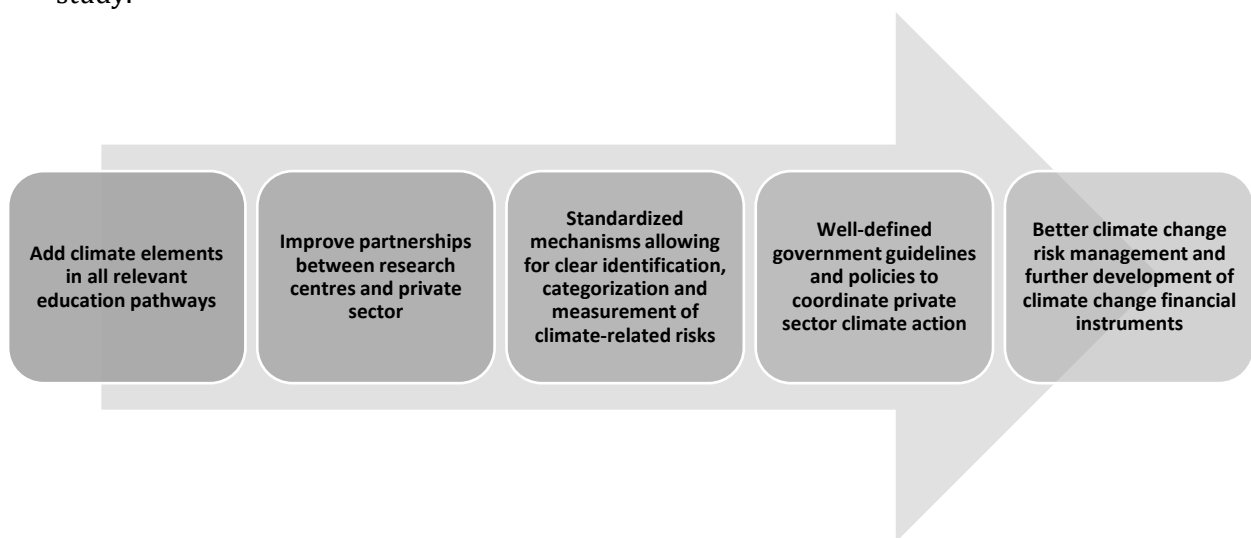 study.
Add climate elements
in all relevant
education pathways
Improve partnerships
between research
centres and private
sector
Standardized
mechanisms allowing
for clear identification,
categorization and
measurement of
climate-related risks
Well-defined
government guidelines
and policies to
coordinate private
sector climate action
Better climate change
risk management and
further development of
climate change financial
instruments